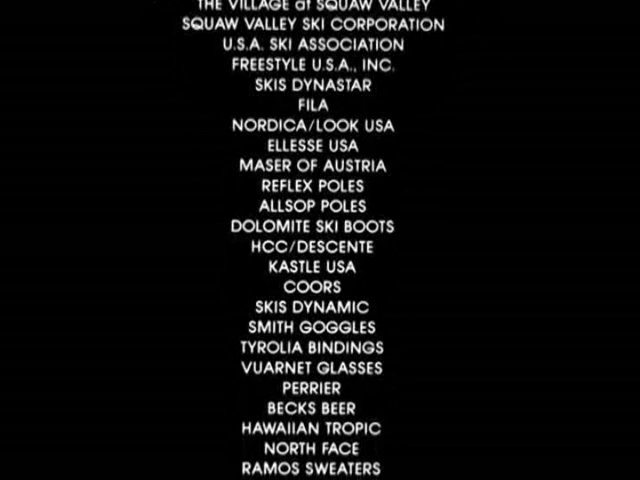 THE VILLAGE at SQUAW VALLEY
SQUAW VALLEY SKI CORPORATION
U.S.A. SKI ASSOCIATION
FREESTYLE U.S.A., INC.
SKIS DYNASTAR
FILA
NORDICA/LOOK USA
ELLESSE USA
MASER OF AUSTRIA
REFLEX POLES
ALLSOP POLES
DOLOMITE SKI BOOTS
HCC/DESCENTE
KASTLE USA
COORS
SKIS DYNAMIC
SMITH GOGGLES
TYROLIA BINDINGS
VUARNET GLASSES
PERRIER
BECKS BEER
HAWAIIAN TROPIC
NORTH FACE
RAMOS SWEATERS